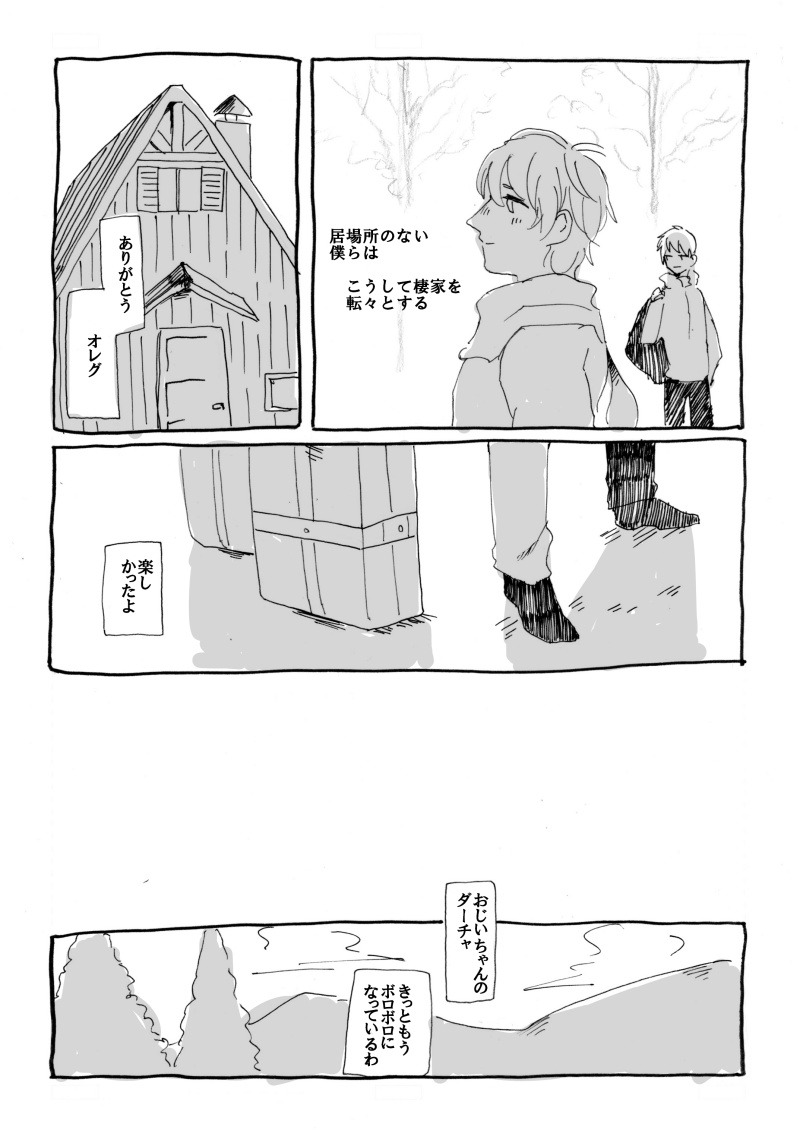 居場所のない
僕らは
こうして棲家を
転々とする
ありがとう
オレグ
楽し
かったよ
おじいちゃんの
ダーチャ
きっともう
ボロボロに
なっているわ